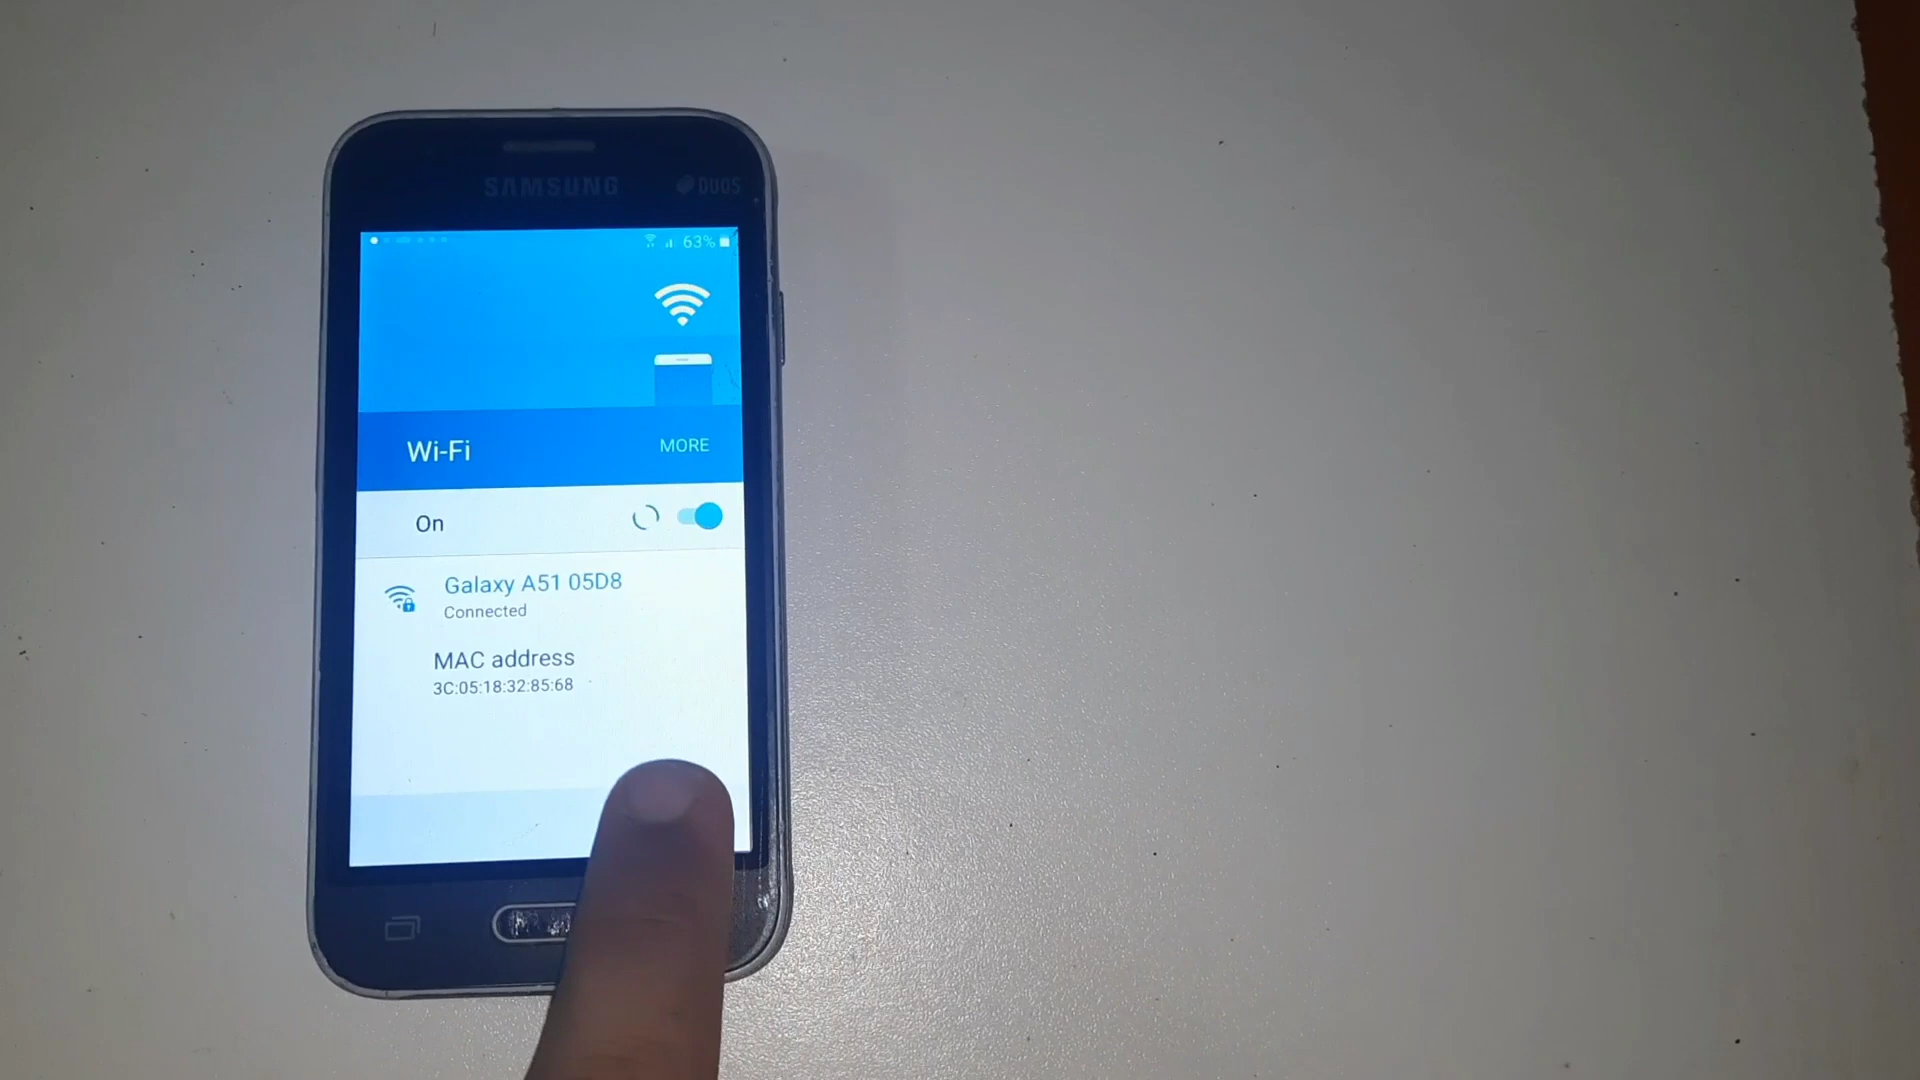 SAMSUNG
DUOS
63%
Wi-Fi
MORE
On
Galaxy A51 05D8
Connected
MAC address
3C:05:18:32:85:68